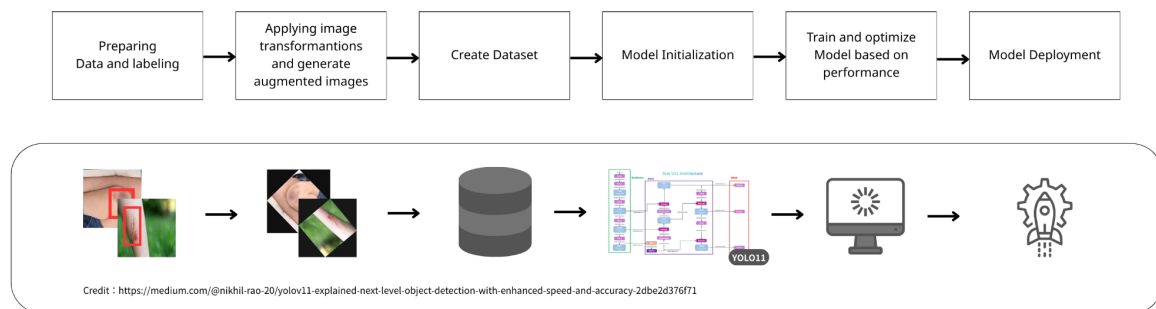 Preparing
Data and labeling
Applying image
transformantions
and generate
augmented images
Create Dataset
Model Initialization
Train and optimize
Model based on
performance
Model Deployment
YOLO11
Credit：https://medium.com/@nikhil-rao-20/yolov11-explained-next-level-object-detection-with-enhanced-speed-and-accuracy-2dbe2d376f71